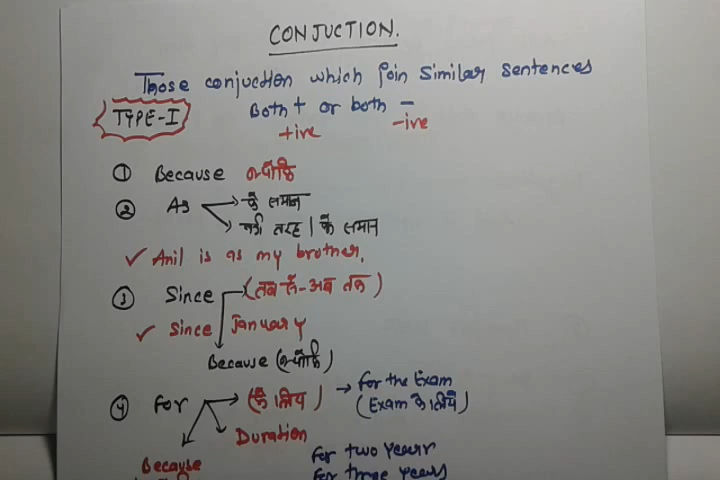 CONJUCTION.
Those conjuction which join similar sentences
TYPE-I
Both + or both -
+ive -ive
① Because क्योंकि
② As → के समान
की तरह | के समान
✓ Anil is as my brother.
③ Since (तब से - अब तक)
✓ Since January
Because (क्योंकि)
④ For → (के लिए) → for the Exam
(Exam के लिये)
Duration
Because
for two years
for three years